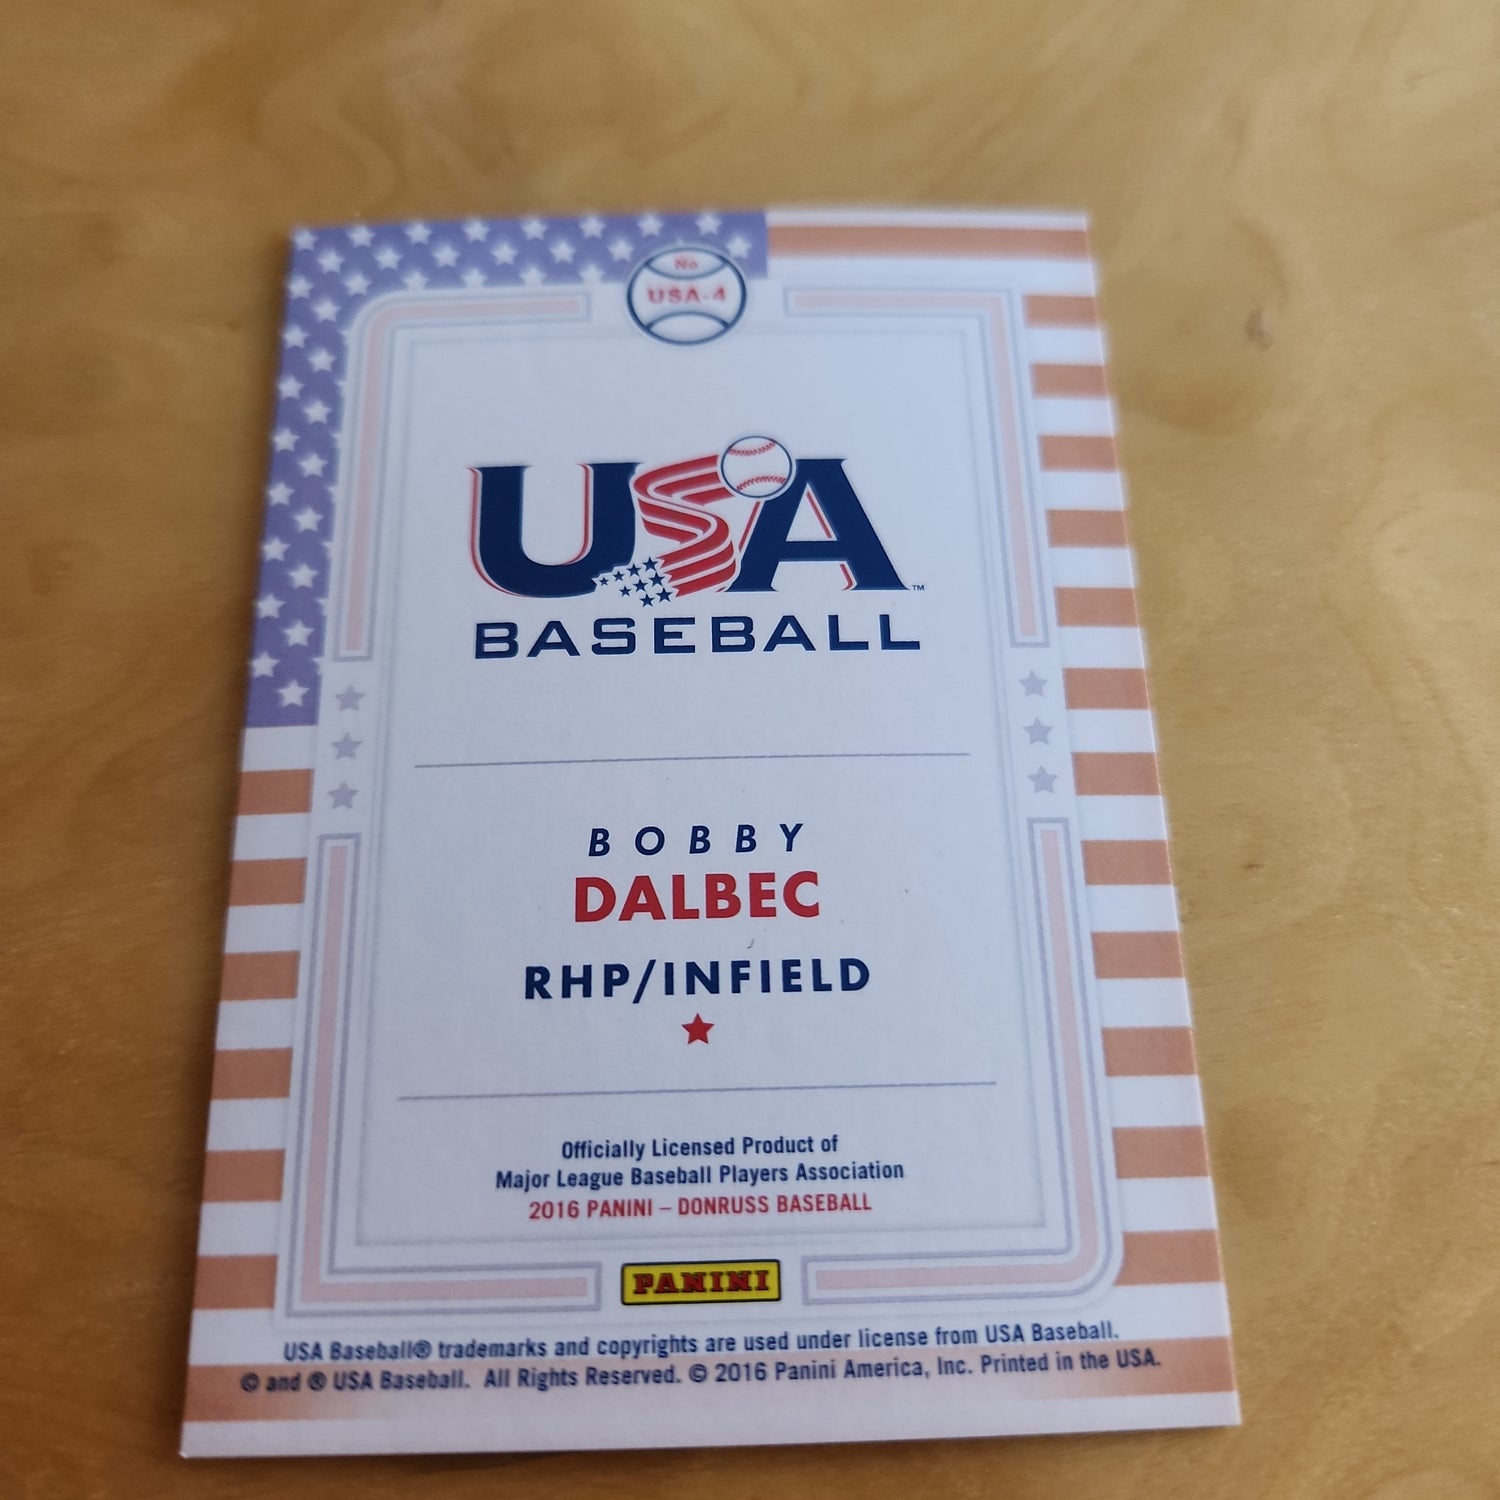 No
USA-4
USA™
BASEBALL
BOBBY
DALBEC
RHP/INFIELD
Officially Licensed Product of
Major League Baseball Players Association
2016 PANINI – DONRUSS BASEBALL
PANINI
USA Baseball® trademarks and copyrights are used under license from USA Baseball.
© and ® USA Baseball. All Rights Reserved. © 2016 Panini America, Inc. Printed in the USA.